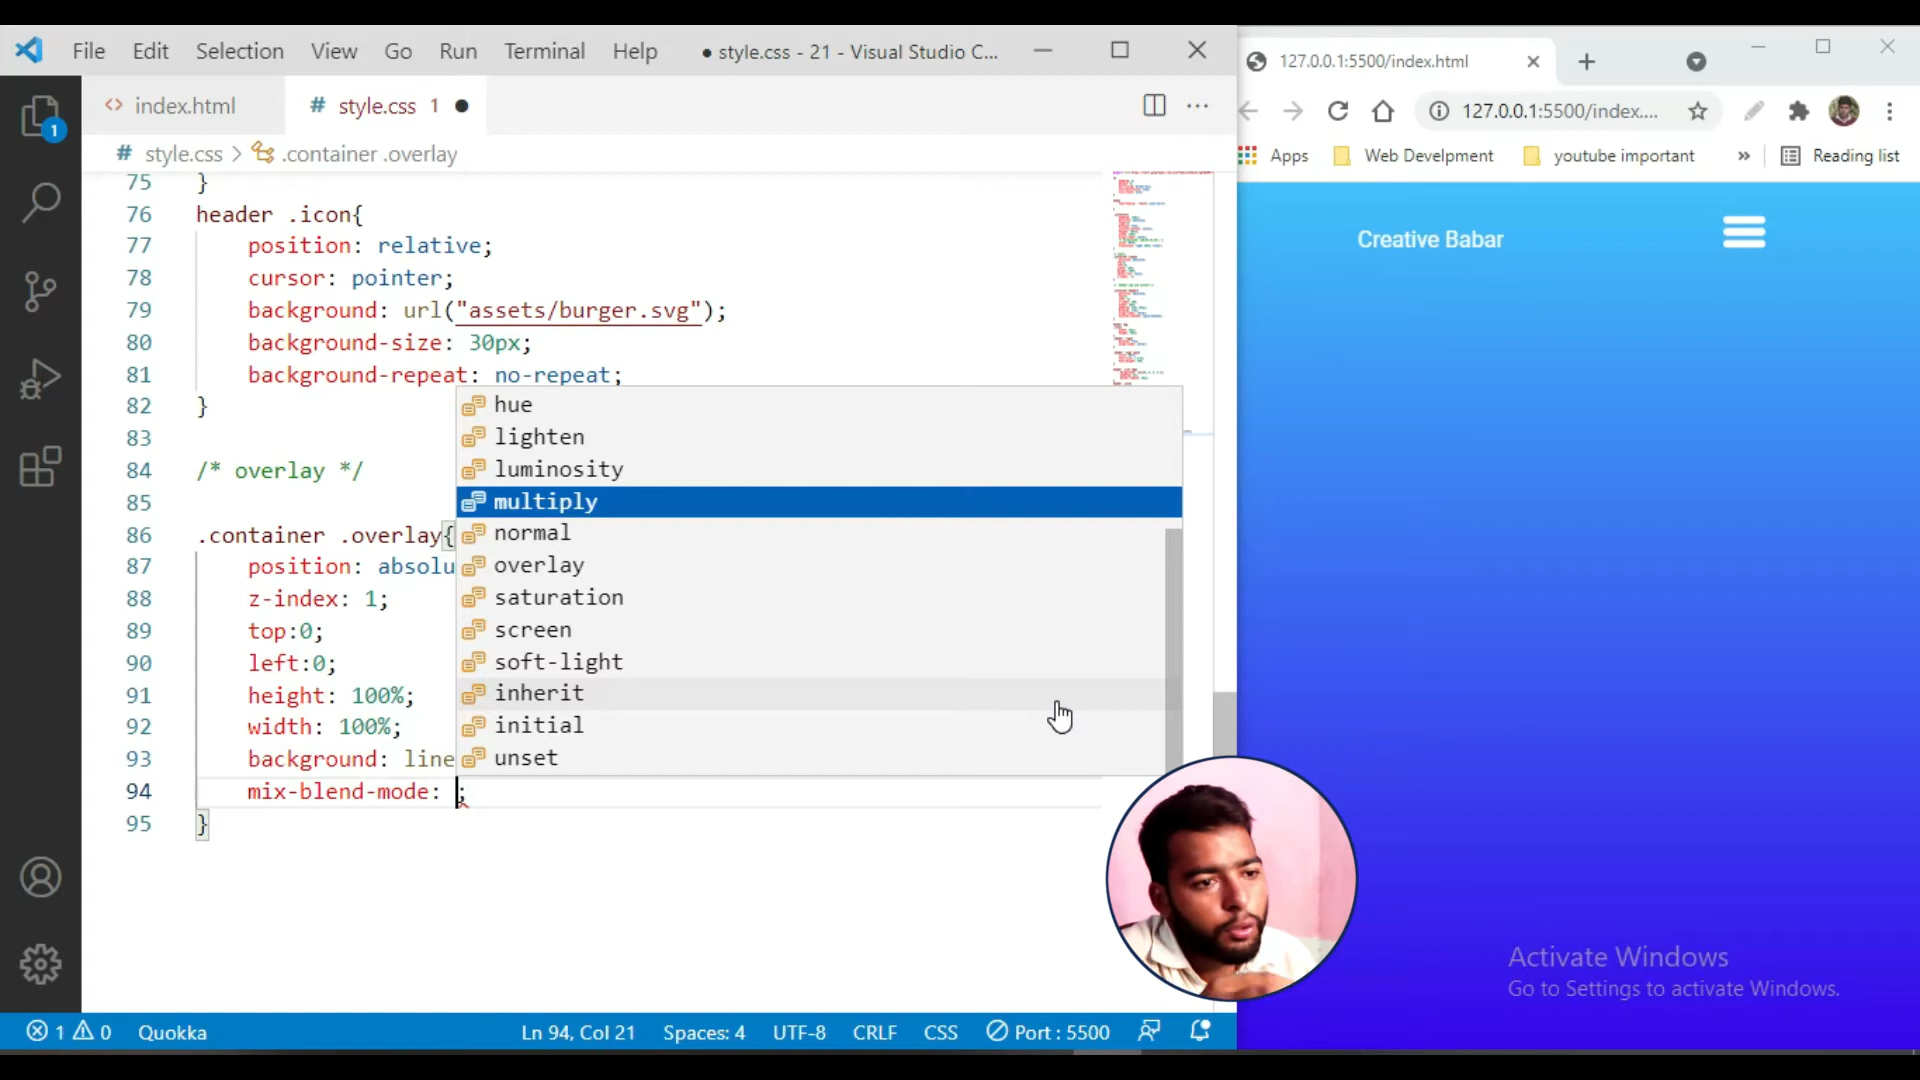 File Edit Selection View Go Run Terminal Help ● style.css - 21 - Visual Studio C...
index.html
# style.css 1 ●
# style.css > .container .overlay
75 }
76 header .icon{
77 position: relative;
78 cursor: pointer;
79 background: url("assets/burger.svg");
80 background-size: 30px;
81 background-repeat: no-repeat;
82 }
83
84 /* overlay */
85
86 .container .overlay{
87 position: absolu
88 z-index: 1;
89 top:0;
90 left:0;
91 height: 100%;
92 width: 100%;
93 background: line
94 mix-blend-mode: ;
95 }
hue
lighten
luminosity
multiply
normal
overlay
saturation
screen
soft-light
inherit
initial
unset
1
1 0 Quokka Ln 94, Col 21 Spaces: 4 UTF-8 CRLF CSS Port : 5500
127.0.0.1:5500/index.html
127.0.0.1:5500/index....
Apps Web Develpment youtube important » Reading list
Creative Babar
Activate Windows
Go to Settings to activate Windows.